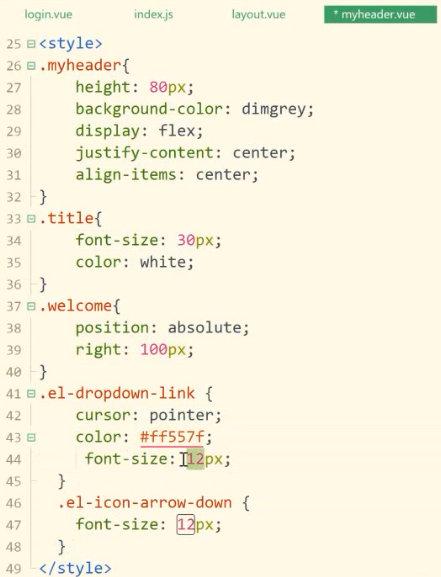 login.vue index.js layout.vue * myheader.vue
25 <style>
26 .myheader{
27 height: 80px;
28 background-color: dimgrey;
29 display: flex;
30 justify-content: center;
31 align-items: center;
32 }
33 .title{
34 font-size: 30px;
35 color: white;
36 }
37 .welcome{
38 position: absolute;
39 right: 100px;
40 }
41 .el-dropdown-link {
42 cursor: pointer;
43 color: #ff557f;
44 font-size: 12px;
45 }
46 .el-icon-arrow-down {
47 font-size: 12px;
48 }
49 </style>